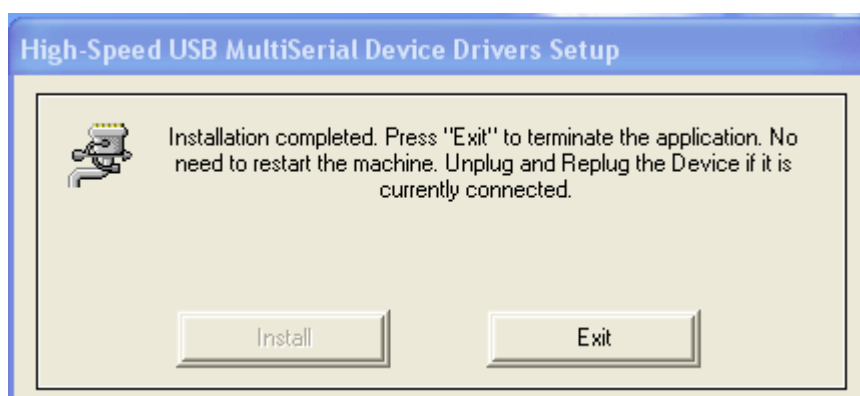 High-Speed USB MultiSerial Device Drivers Setup
Installation completed. Press "Exit" to terminate the application. No
need to restart the machine. Unplug and Replug the Device if it is
currently connected.
Install
Exit